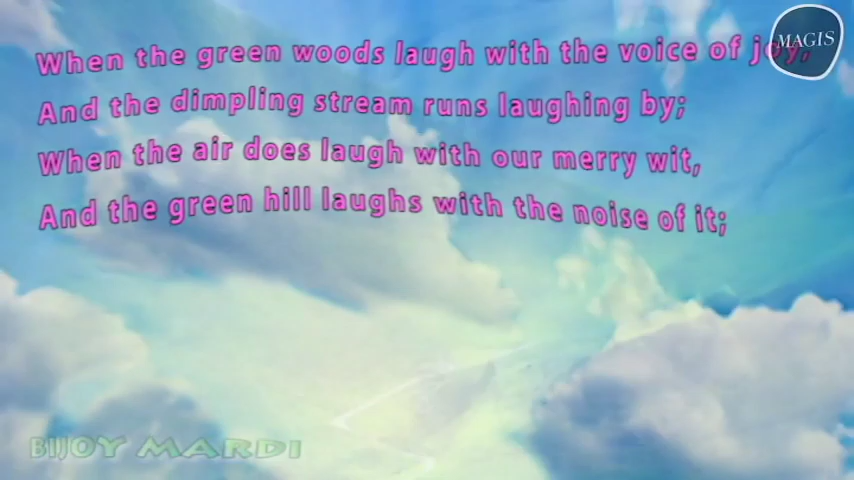 When the green woods laugh with the voice of joy,
And the dimpling stream runs laughing by;
When the air does laugh with our merry wit,
And the green hill laughs with the noise of it;
MAGIS
BIJOY MARDI